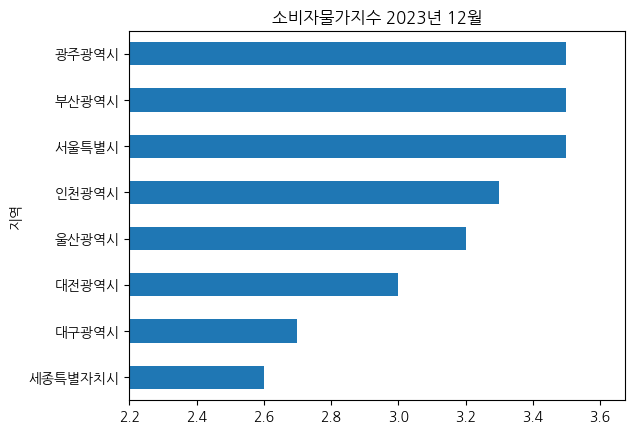 소비자물가지수 2023년 12월
광주광역시
부산광역시
서울특별시
인천광역시
울산광역시
대전광역시
대구광역시
세종특별자치시
지역
2.2 2.4 2.6 2.8 3.0 3.2 3.4 3.6